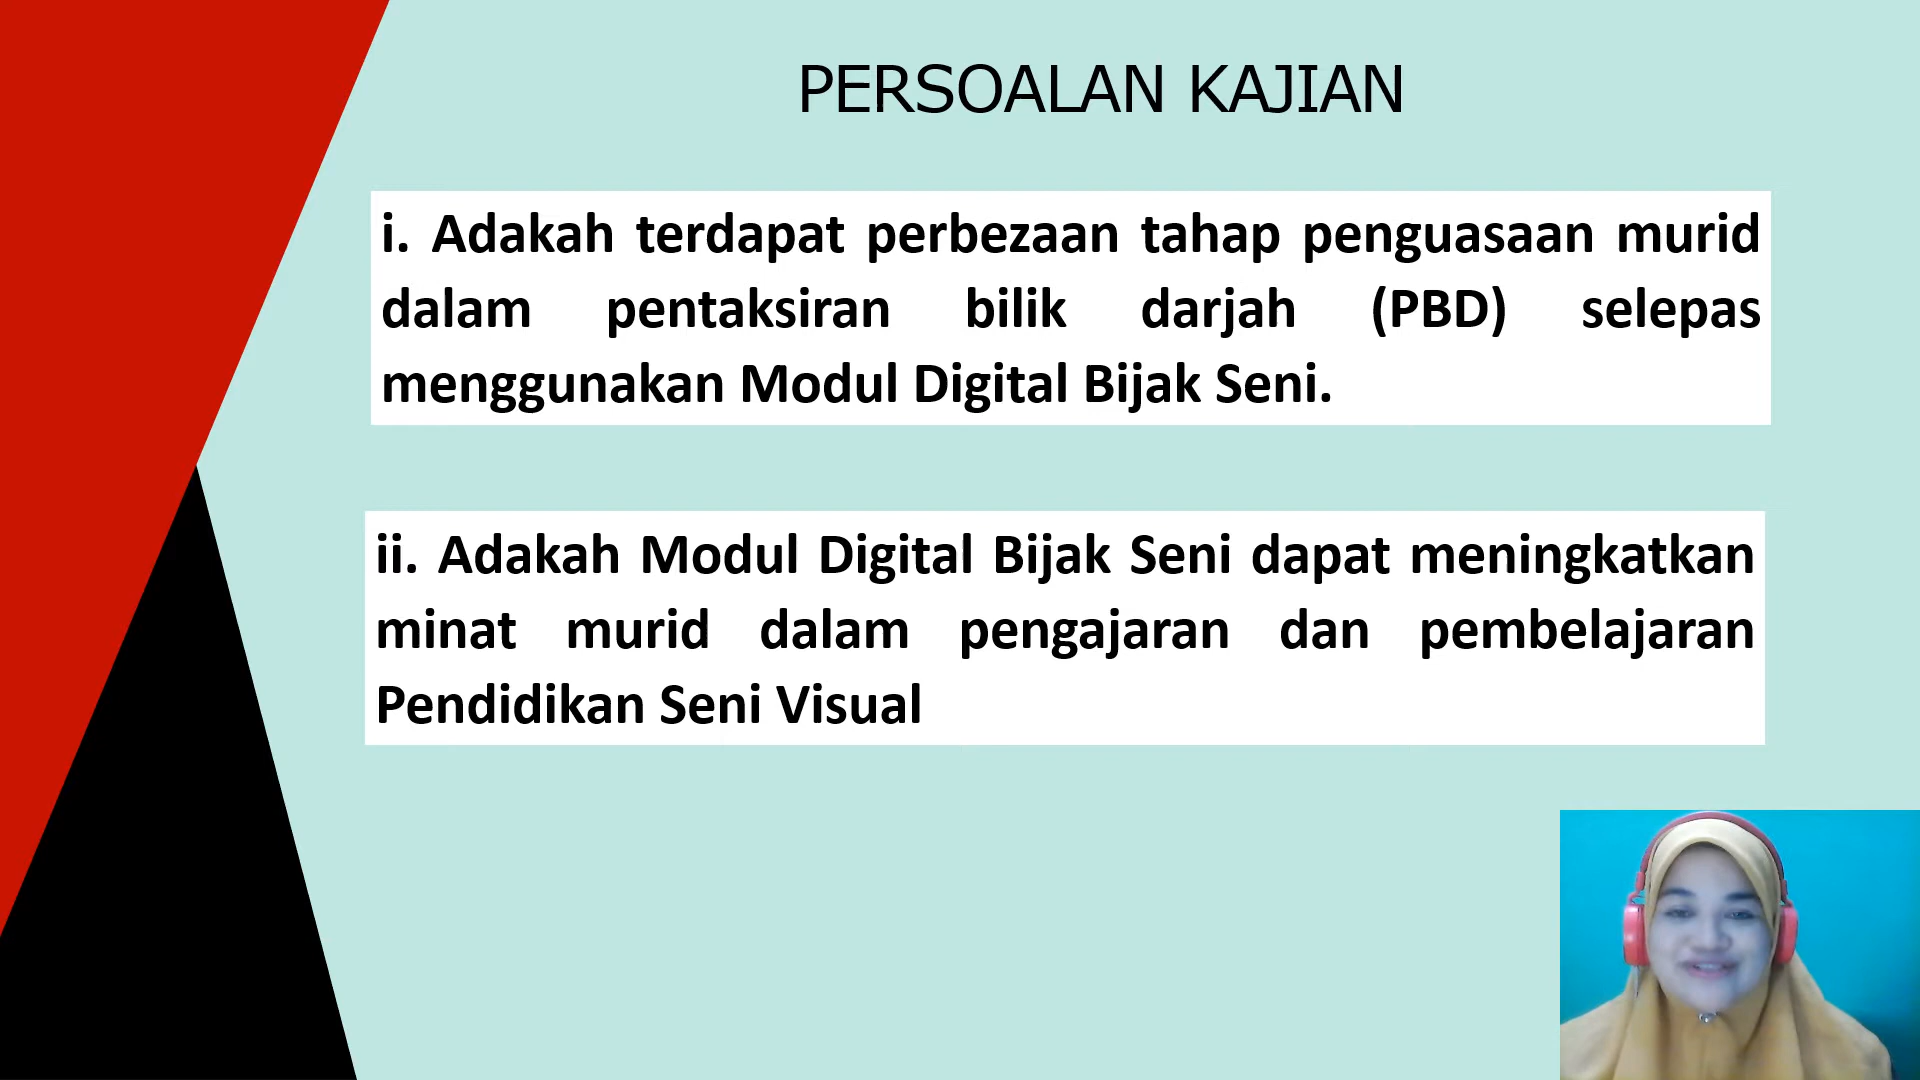 PERSOALAN KAJIAN
i. Adakah terdapat perbezaan tahap penguasaan murid
dalam pentaksiran bilik darjah (PBD) selepas
menggunakan Modul Digital Bijak Seni.
ii. Adakah Modul Digital Bijak Seni dapat meningkatkan
minat murid dalam pengajaran dan pembelajaran
Pendidikan Seni Visual